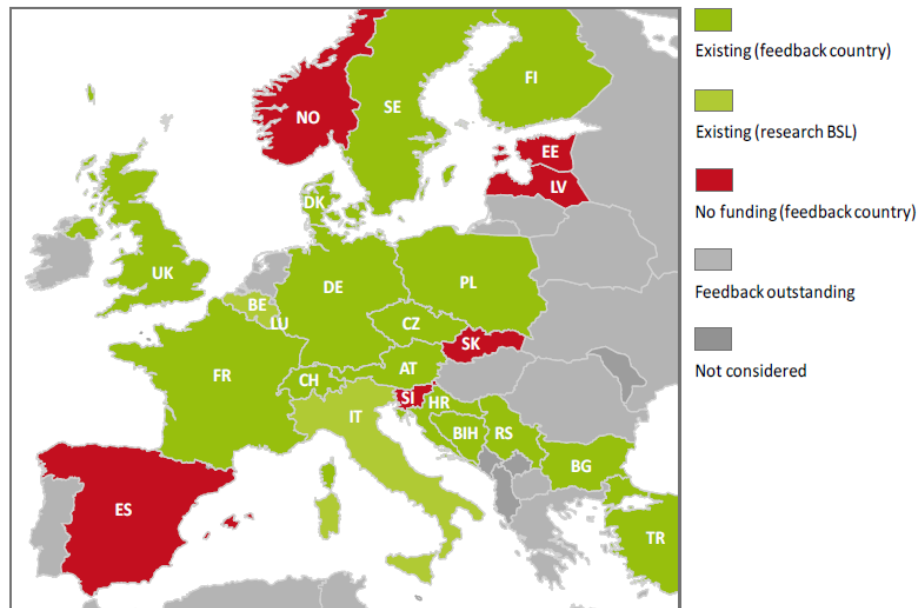 FI
NO
SE
EE
LV
DK
UK
DE
PL
BE
LU
CZ
SK
FR
CH
AT
SI
HR
IT
BIH
RS
BG
ES
TR
Existing (feedback country)
Existing (research BSL)
No funding (feedback country)
Feedback outstanding
Not considered